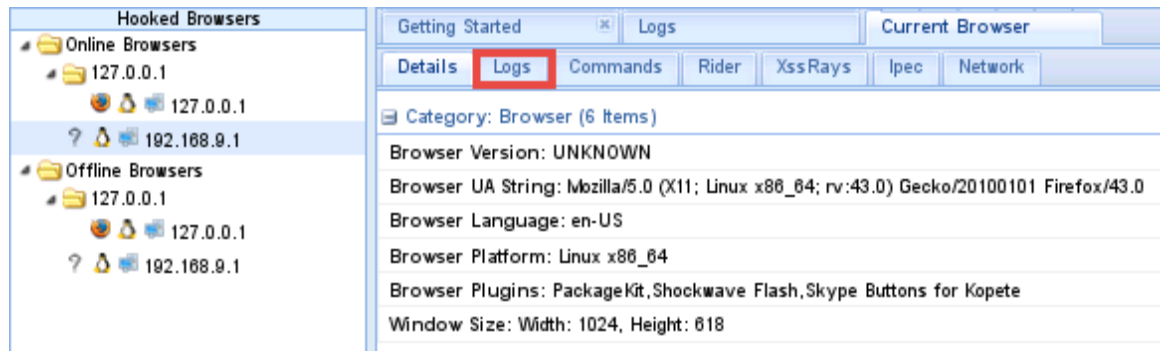 Hooked Browsers
Online Browsers
127.0.0.1
127.0.0.1
? 192.168.9.1
Offline Browsers
127.0.0.1
127.0.0.1
? 192.168.9.1
Getting Started Logs Current Browser
Details Logs Commands Rider XssRays Ipec Network
Category: Browser (6 Items)
Browser Version: UNKNOWN
Browser UA String: Mozilla/5.0 (X11; Linux x86_64; rv:43.0) Gecko/20100101 Firefox/43.0
Browser Language: en-US
Browser Platform: Linux x86_64
Browser Plugins: PackageKit,Shockwave Flash,Skype Buttons for Kopete
Window Size: Width: 1024, Height: 618